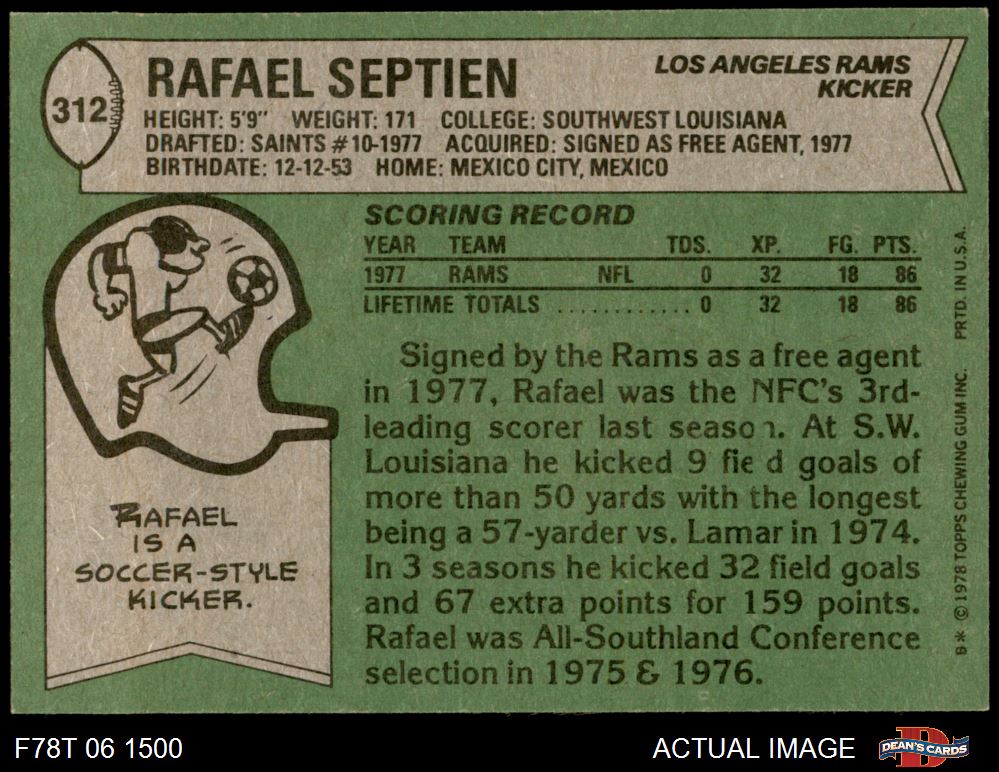 312
RAFAEL SEPTIEN
LOS ANGELES RAMS
KICKER
HEIGHT: 5'9" WEIGHT: 171 COLLEGE: SOUTHWEST LOUISIANA
DRAFTED: SAINTS #10-1977 ACQUIRED: SIGNED AS FREE AGENT, 1977
BIRTHDATE: 12-12-53 HOME: MEXICO CITY, MEXICO
SCORING RECORD
YEAR TEAM TDS. XP. FG. PTS.
1977 RAMS NFL 0 32 18 86
LIFETIME TOTALS ............ 0 32 18 86
Signed by the Rams as a free agent
in 1977, Rafael was the NFC's 3rd-
leading scorer last season. At S.W.
Louisiana he kicked 9 fie d goals of
more than 50 yards with the longest
being a 57-yarder vs. Lamar in 1974.
In 3 seasons he kicked 32 field goals
and 67 extra points for 159 points.
Rafael was All-Southland Conference
selection in 1975 & 1976.
RAFAEL
IS A
SOCCER-STYLE
KICKER.
B* © 1978 TOPPS CHEWING GUM INC. PRTD. IN U.S.A.
F78T 06 1500
ACTUAL IMAGE
D
DEAN'S CARDS